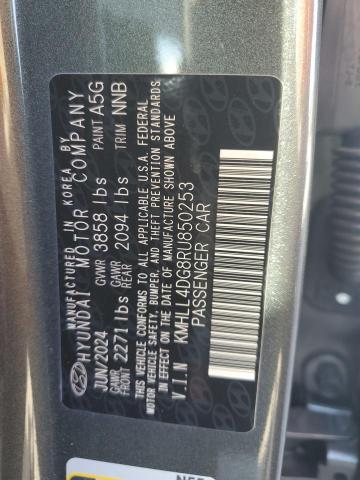 MANUFACTURED IN KOREA BY
HYUNDAI MOTOR COMPANY
JUN/2024 GVWR 3858 lbs PAINT A5G
GAWR FRONT 2271 lbs GAWR REAR 2094 lbs TRIM NNB
THIS VEHICLE CONFORMS TO ALL APPLICABLE U.S.A. FEDERAL
VEHICLE SAFETY, BUMPER, AND THEFT PREVENTION STANDARDS
IN EFFECT ON THE DATE OF MANUFACTURE SHOWN ABOVE
V.I.N KMHLL4DG8RU850253
PASSENGER CAR